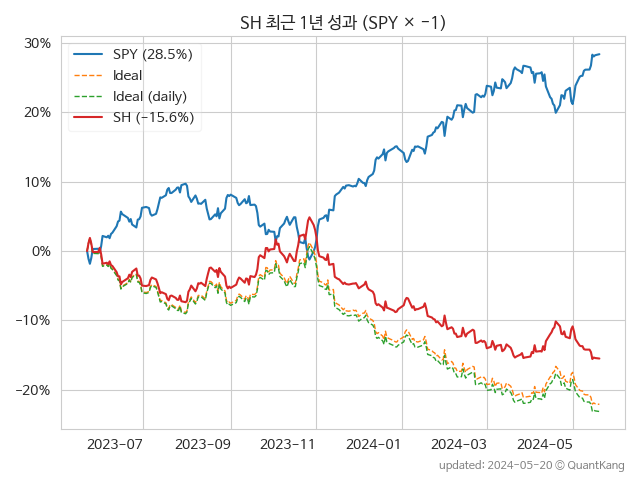 SH 최근 1년 성과 (SPY × −1)
30%
20%
10%
0%
−10%
−20%
SPY (28.5%)
Ideal
Ideal (daily)
SH (−15.6%)
2023-07
2023-09
2023-11
2024-01
2024-03
2024-05
updated: 2024-05-20 © QuantKang